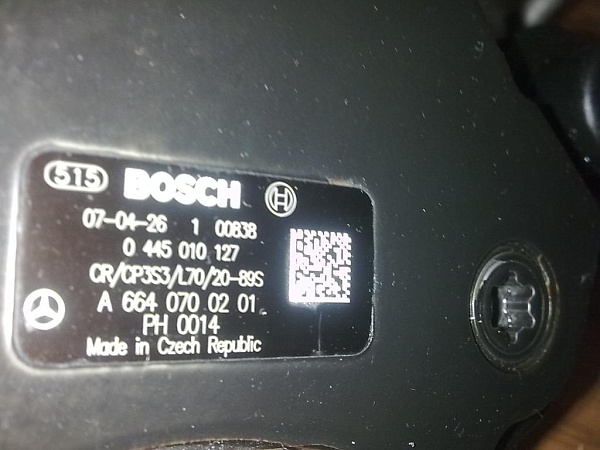 515 BOSCH
07-04-26 1 00838
0 445 010 127
CR/CP3S3/L70/20-89S
A 664 070 02 01
PH 0014
Made in Czech Republic